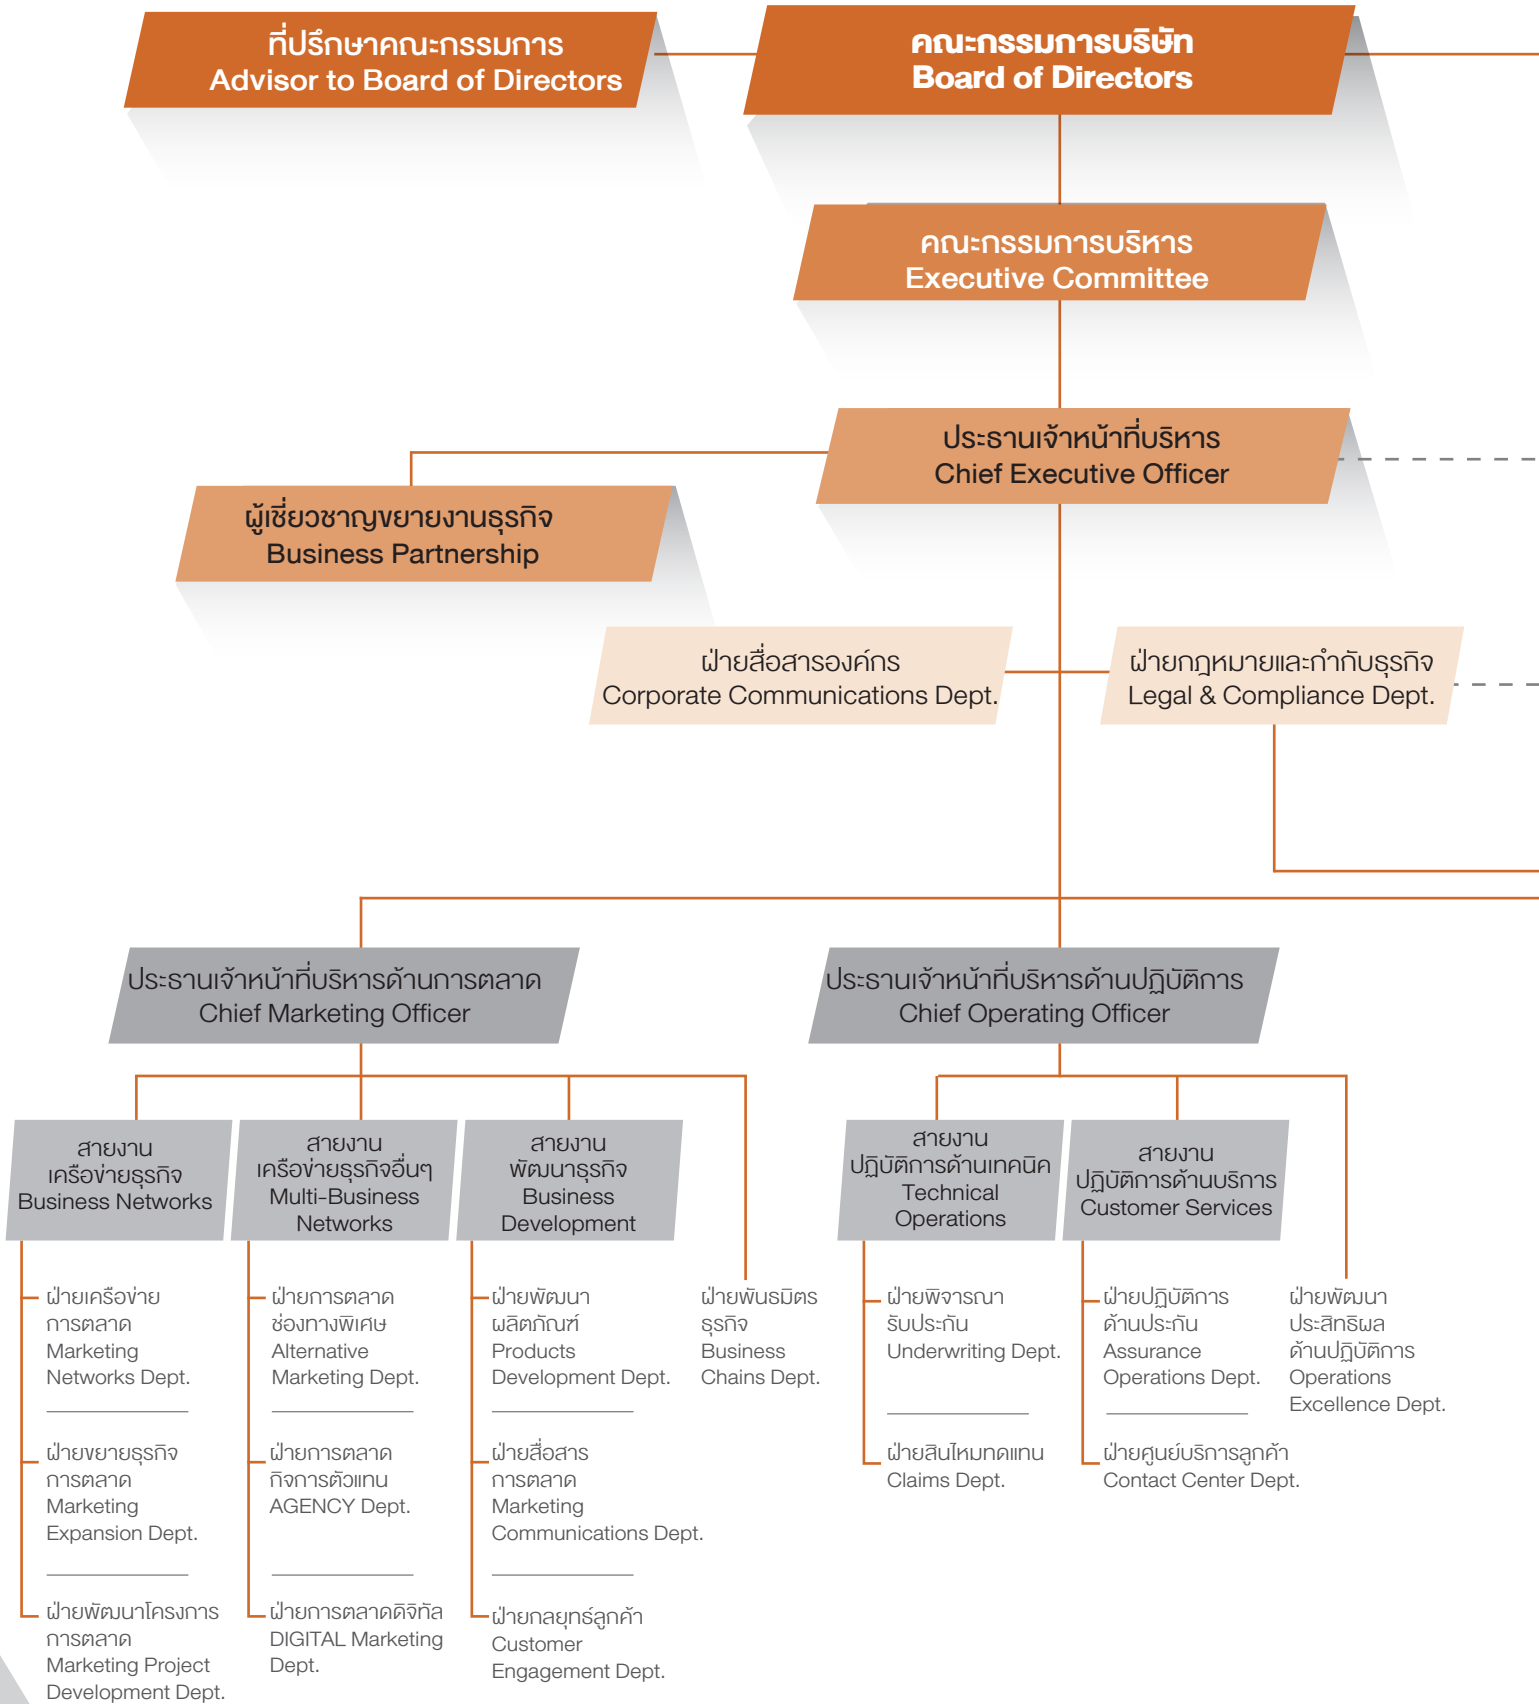 ที่ปรึกษาคณะกรรมการ
Advisor to Board of Directors
คณะกรรมการบริษัท
Board of Directors
คณะกรรมการบริหาร
Executive Committee
ประธานเจ้าหน้าที่บริหาร
Chief Executive Officer
ผู้เชี่ยวชาญขยายงานธุรกิจ
Business Partnership
ฝ่ายสื่อสารองค์กร
Corporate Communications Dept.
ฝ่ายกฎหมายและกำกับธุรกิจ
Legal & Compliance Dept.
ประธานเจ้าหน้าที่บริหารด้านการตลาด
Chief Marketing Officer
ประธานเจ้าหน้าที่บริหารด้านปฏิบัติการ
Chief Operating Officer
สายงาน
เครือข่ายธุรกิจ
Business Networks
สายงาน
เครือข่ายธุรกิจอื่นๆ
Multi-Business
Networks
สายงาน
พัฒนาธุรกิจ
Business
Development
สายงาน
ปฏิบัติการด้านเทคนิค
Technical
Operations
สายงาน
ปฏิบัติการด้านบริการ
Customer Services
ฝ่ายเครือข่าย
การตลาด
Marketing
Networks Dept.
ฝ่ายขยายธุรกิจ
การตลาด
Marketing
Expansion Dept.
ฝ่ายพัฒนาโครงการ
การตลาด
Marketing Project
Development Dept.
ฝ่ายการตลาด
ช่องทางพิเศษ
Alternative
Marketing Dept.
ฝ่ายการตลาด
กิจการตัวแทน
AGENCY Dept.
ฝ่ายการตลาดดิจิทัล
DIGITAL Marketing
Dept.
ฝ่ายพัฒนา
ผลิตภัณฑ์
Products
Development Dept.
ฝ่ายสื่อสาร
การตลาด
Marketing
Communications Dept.
ฝ่ายกลยุทธ์ลูกค้า
Customer
Engagement Dept.
ฝ่ายพันธมิตร
ธุรกิจ
Business
Chains Dept.
ฝ่ายพิจารณา
รับประกัน
Underwriting Dept.
ฝ่ายสินไหมทดแทน
Claims Dept.
ฝ่ายปฏิบัติการ
ด้านประกัน
Assurance
Operations Dept.
ฝ่ายศูนย์บริการลูกค้า
Contact Center Dept.
ฝ่ายพัฒนา
ประสิทธิผล
ด้านปฏิบัติการ
Operations
Excellence Dept.